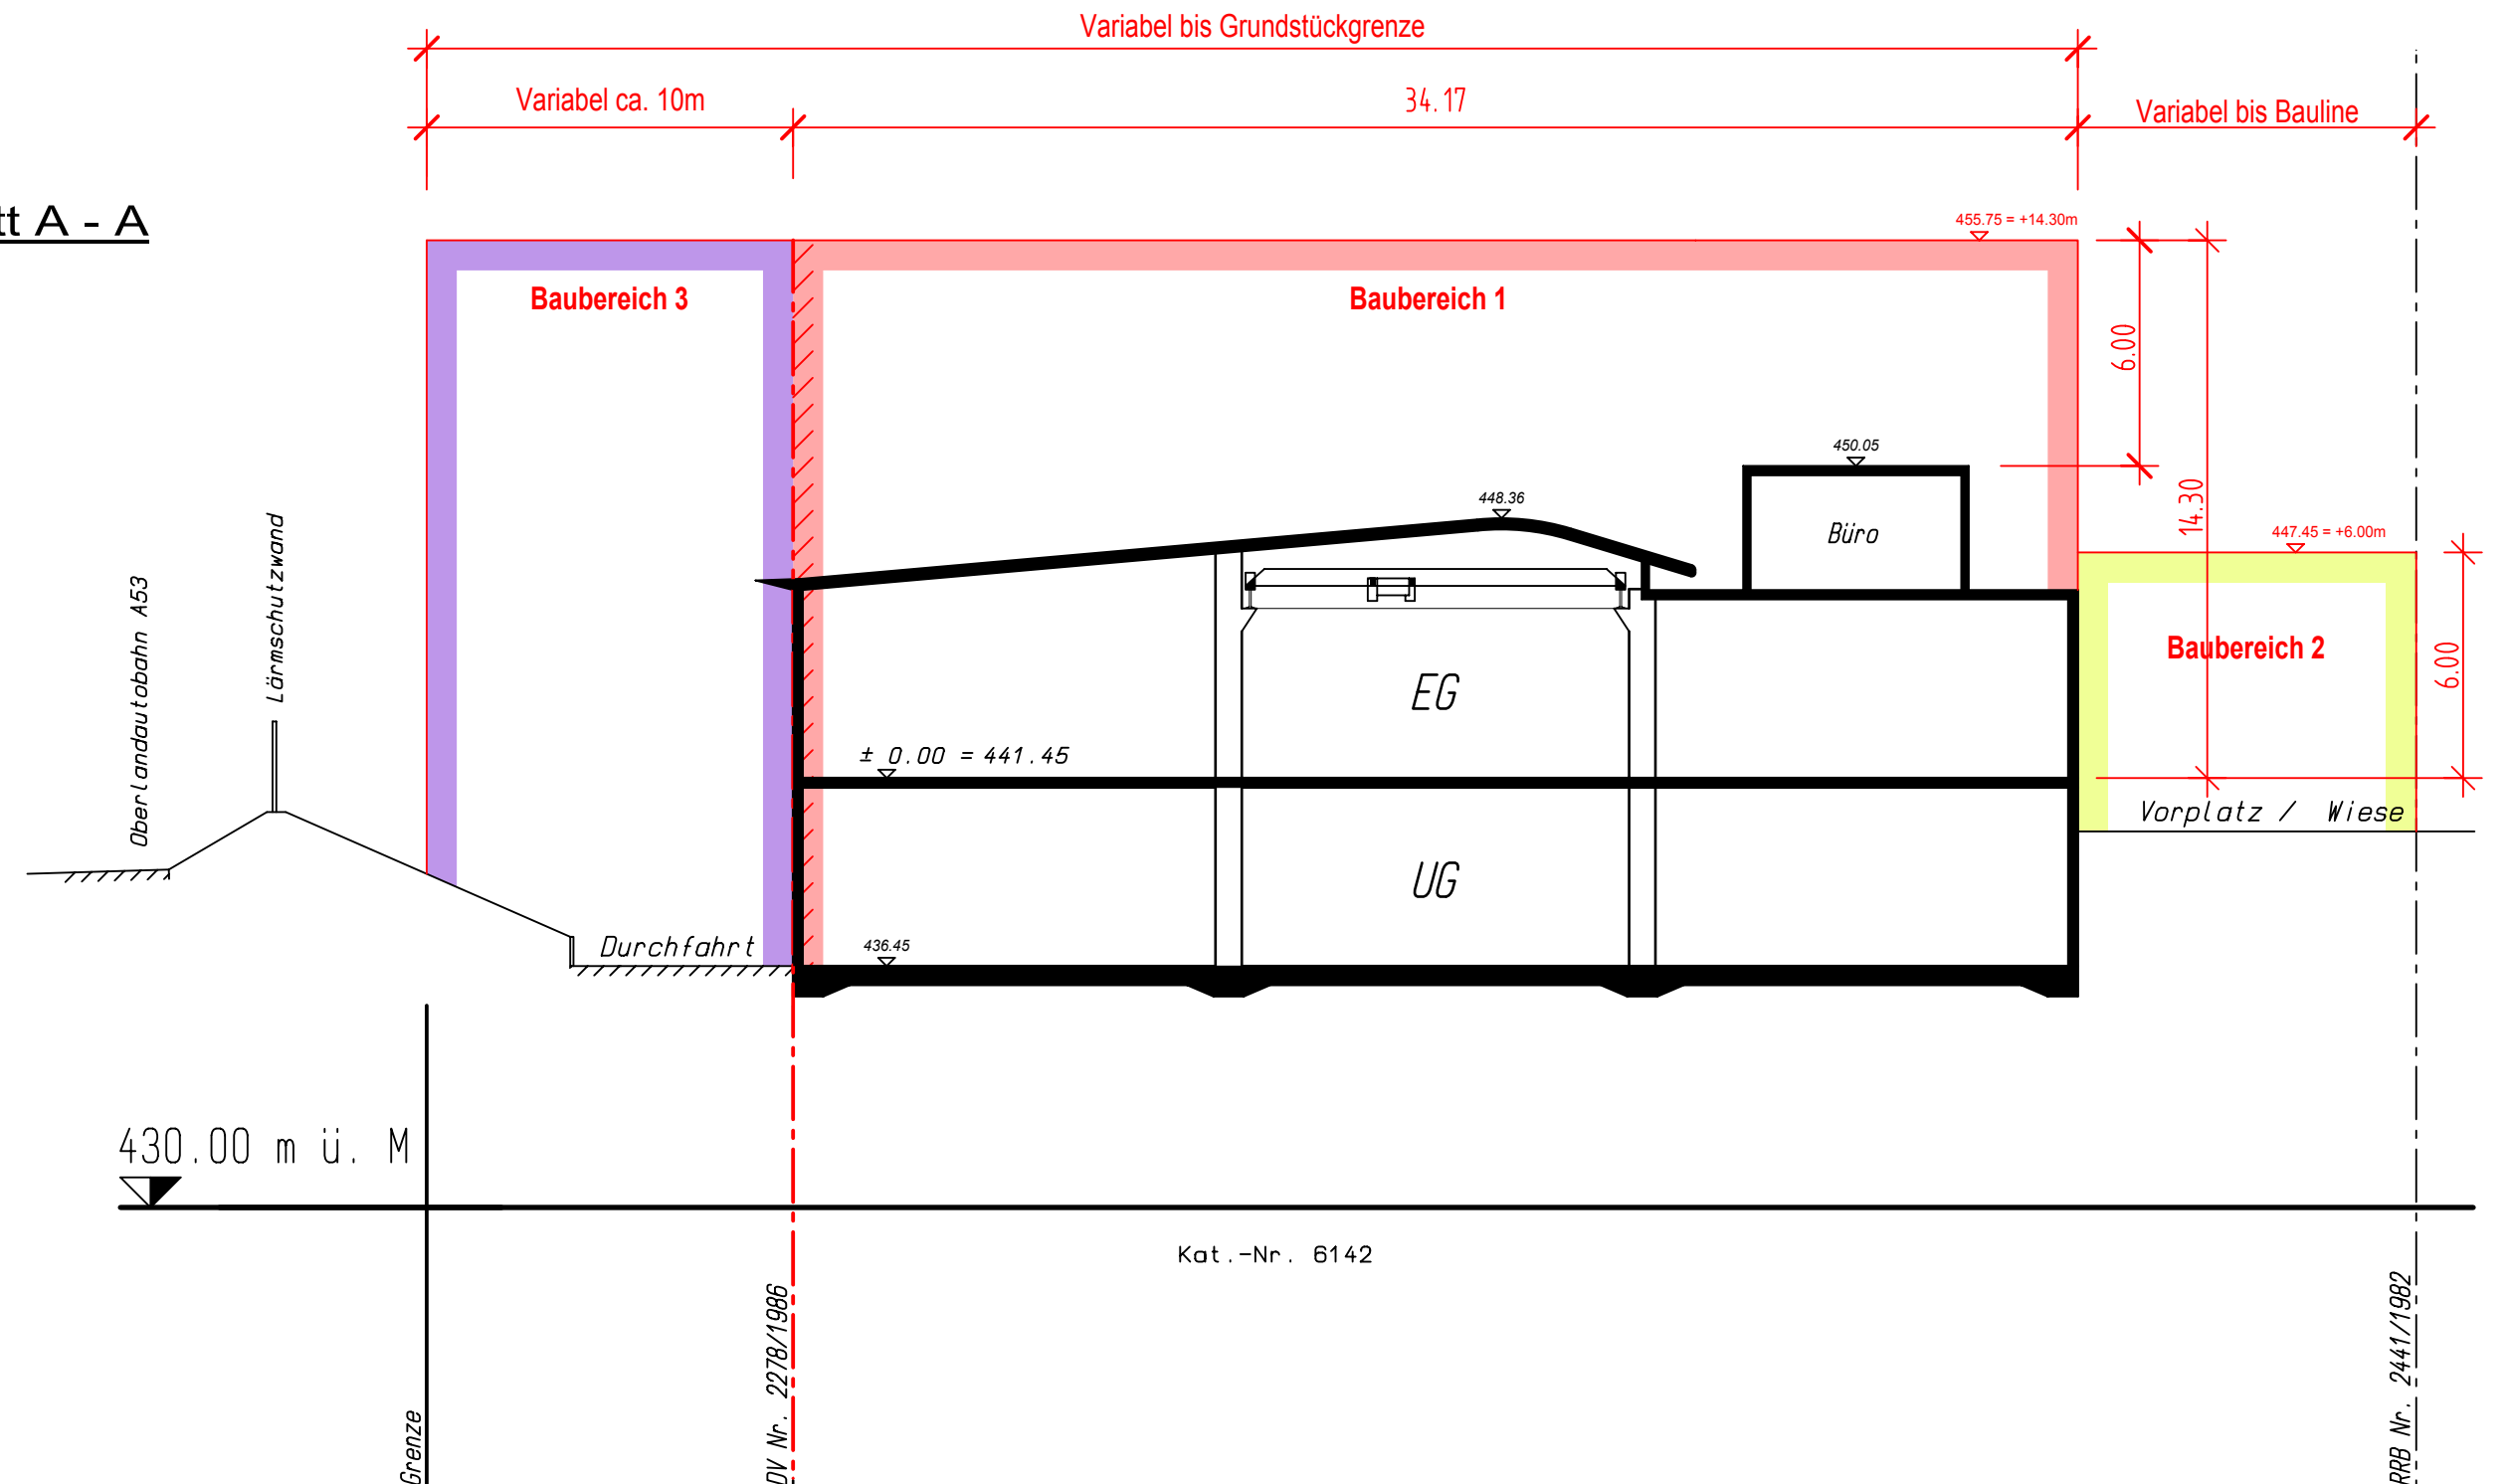 Variabel bis Grundstückgrenze
Variabel ca. 10m
34.17
Variabel bis Bauline
tt A - A
455.75 = +14.30m
Baubereich 3
Baubereich 1
6.00
450.05
14.30
448.36
Büro
447.45 = +6.00m
Oberlandautobahn A53
Lärmschutzwand
Baubereich 2
6.00
EG
± 0.00 = 441.45
Vorplatz / Wiese
UG
Durchfahrt
436.45
430.00 m ü. M
Kat.-Nr. 6142
Grenze
DV Nr. 2278/1986
RRB Nr. 2441/1982